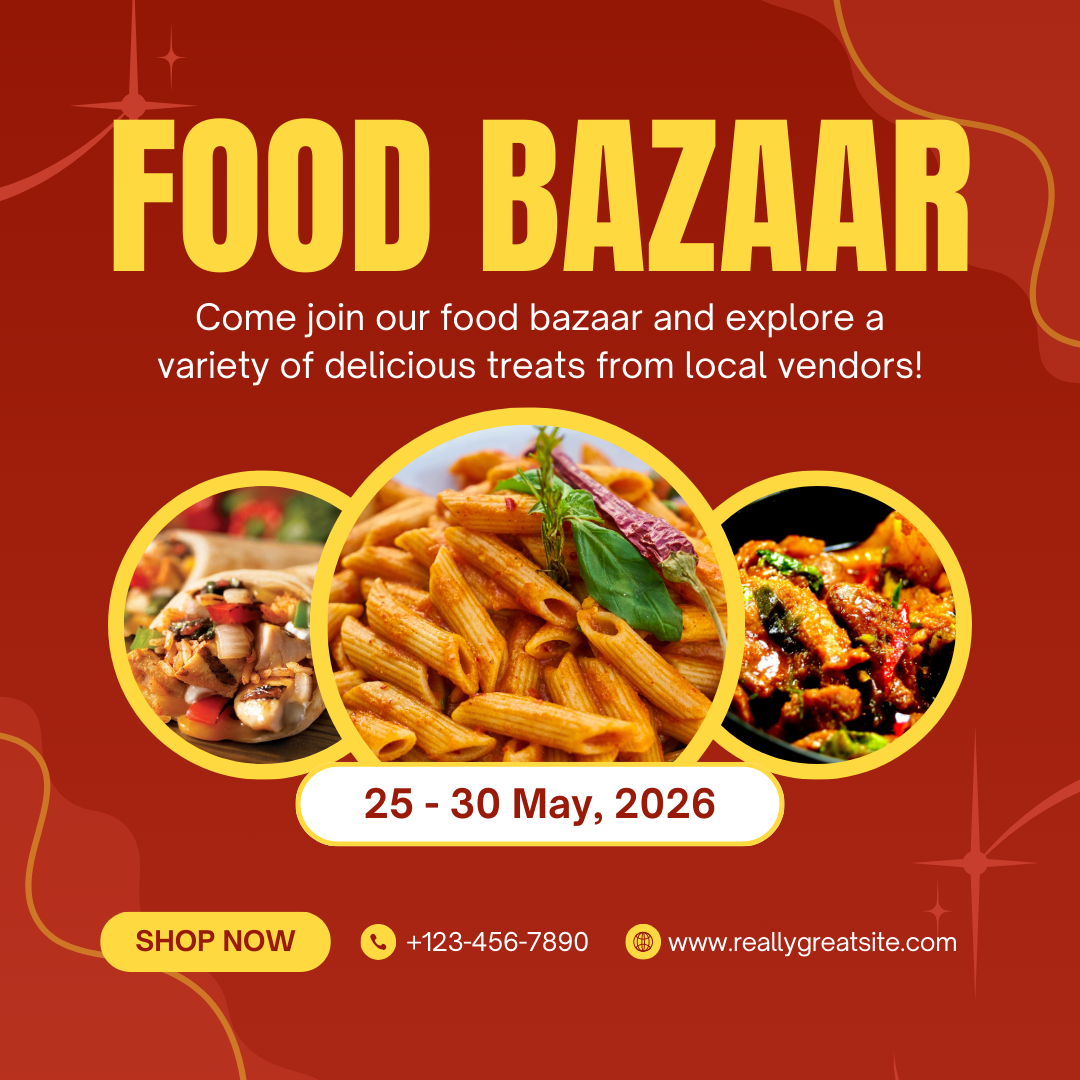 FOOD BAZAAR
Come join our food bazaar and explore a
variety of delicious treats from local vendors!
25 - 30 May, 2026
SHOP NOW
+123-456-7890
www.reallygreatsite.com